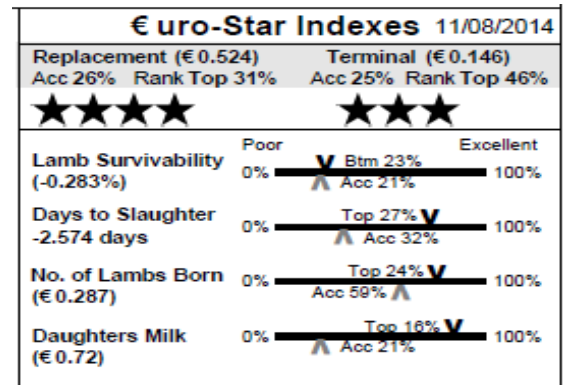 €uro-Star Indexes 11/08/2014
Replacement (€0.524) Terminal (€0.146)
Acc 26% Rank Top 31% Acc 25% Rank Top 46%
Poor Excellent
Lamb Survivability
(-0.283%)
0% Btm 23% 100%
Acc 21%
Days to Slaughter
-2.574 days
0% Top 27% 100%
Acc 32%
No. of Lambs Born
(€0.287)
0% Top 24% 100%
Acc 59%
Daughters Milk
(€0.72)
0% Top 16% 100%
Acc 21%